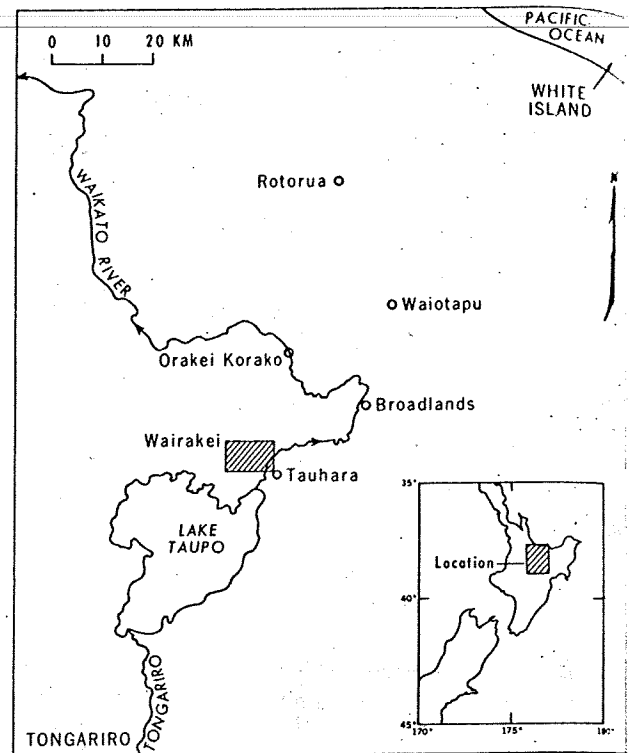 PACIFIC
OCEAN
0 10 20 KM
WHITE
ISLAND
WAIKATO RIVER
Rotorua
N
Waiotapu
Orakei Korako
Broadlands
Wairakei
Tauhara
LAKE
TAUPO
35°
Location
40°
TONGARIRO
TONGARIRO
45°
170° 175° 180°